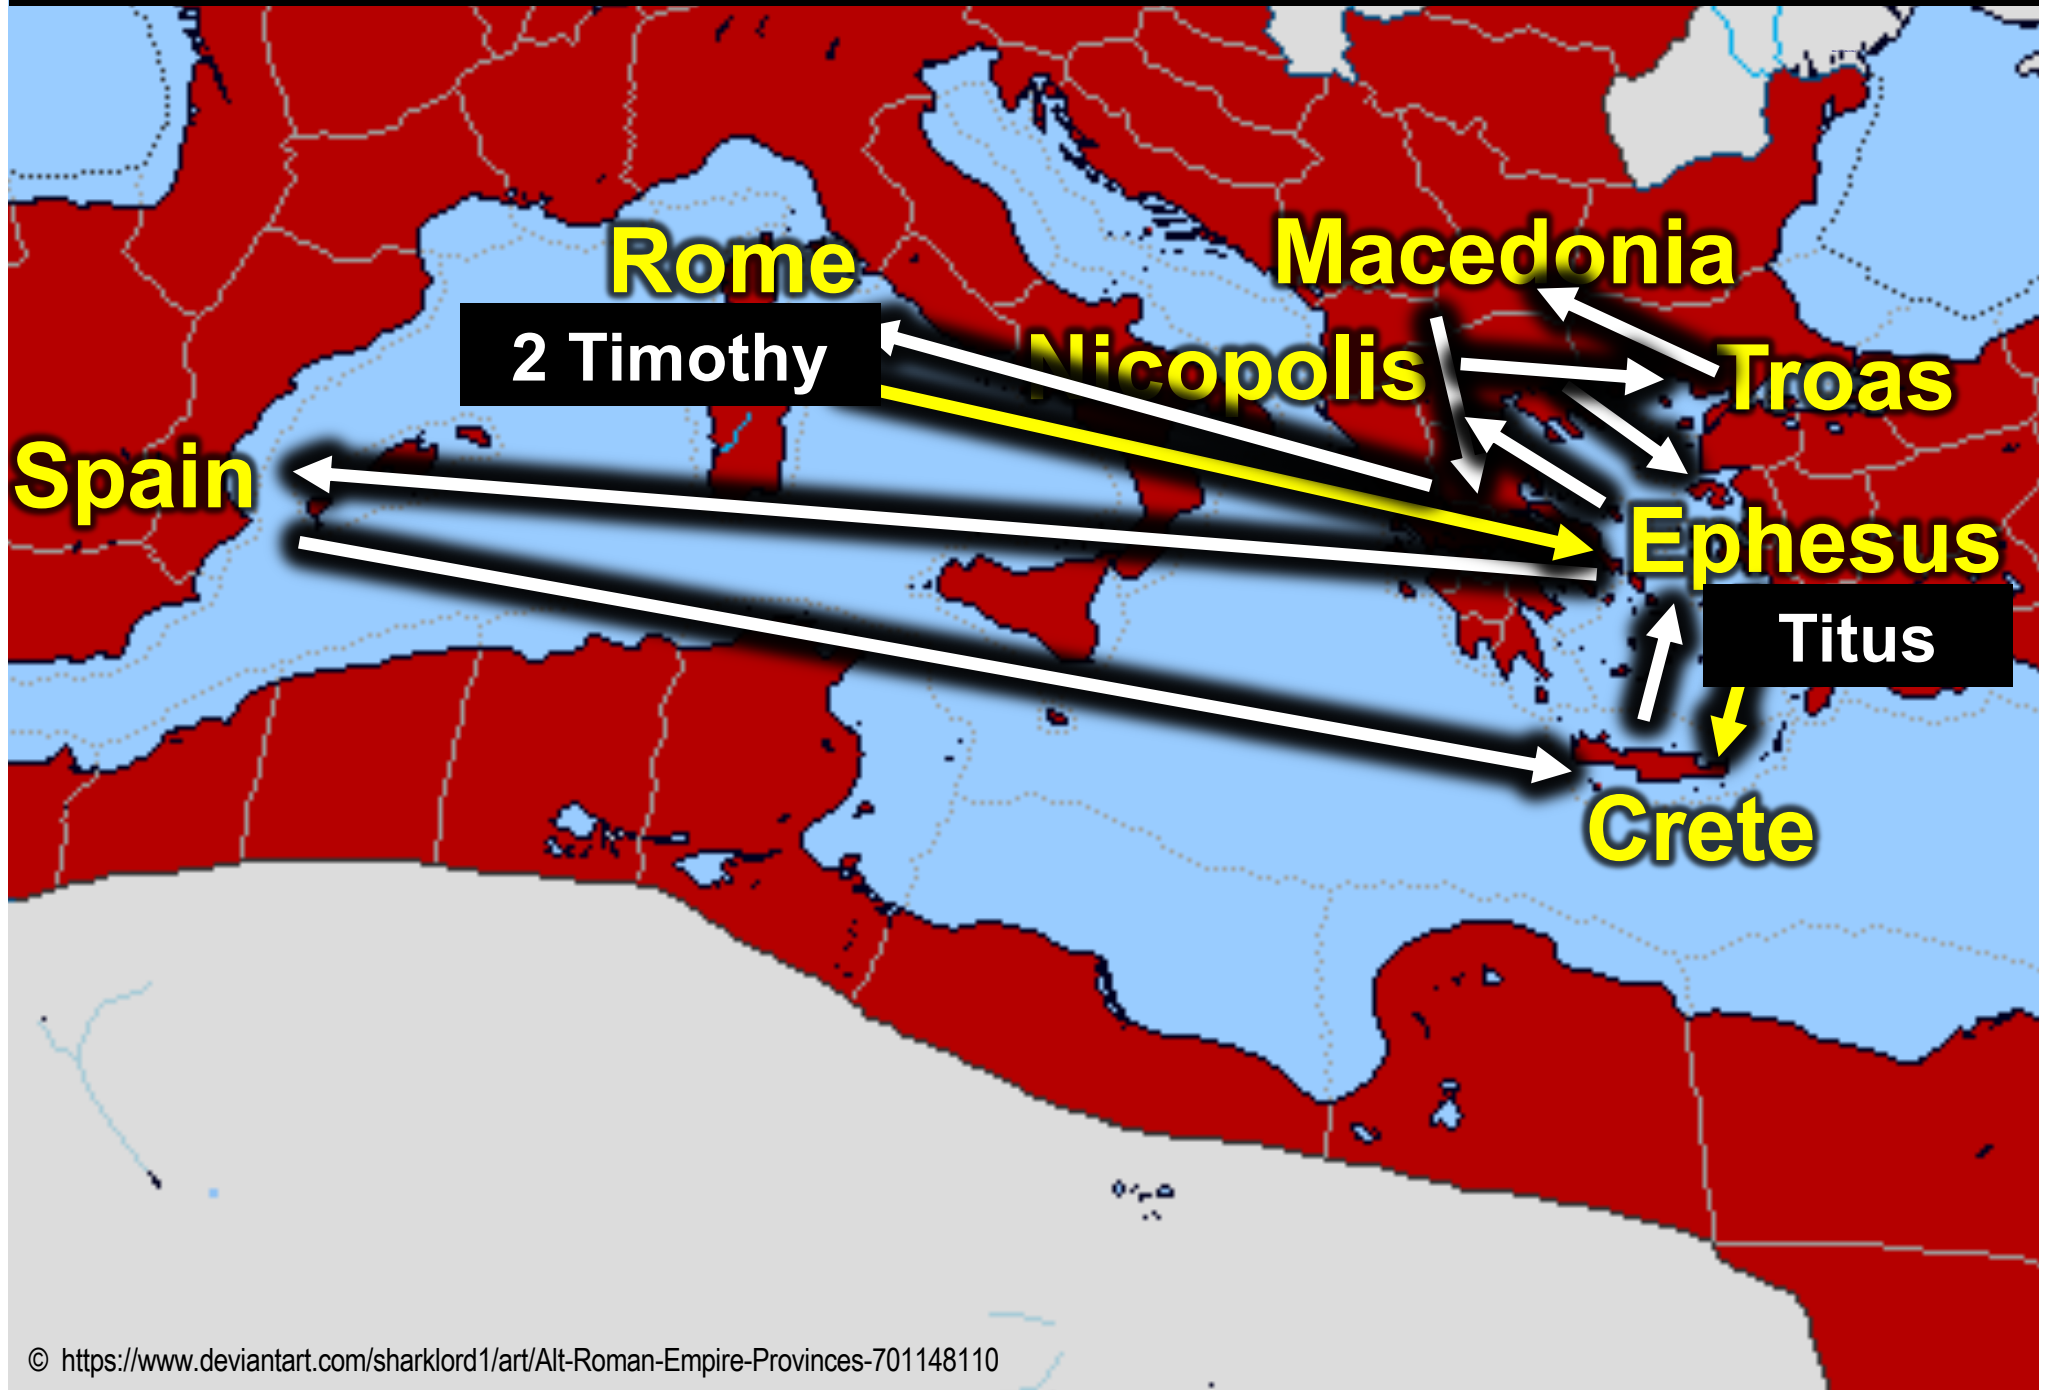 Macedonia
Rome
2 Timothy
Nicopolis
Troas
Spain
Ephesus
Titus
Crete
© https://www.deviantart.com/sharklord1/art/Alt-Roman-Empire-Provinces-701148110